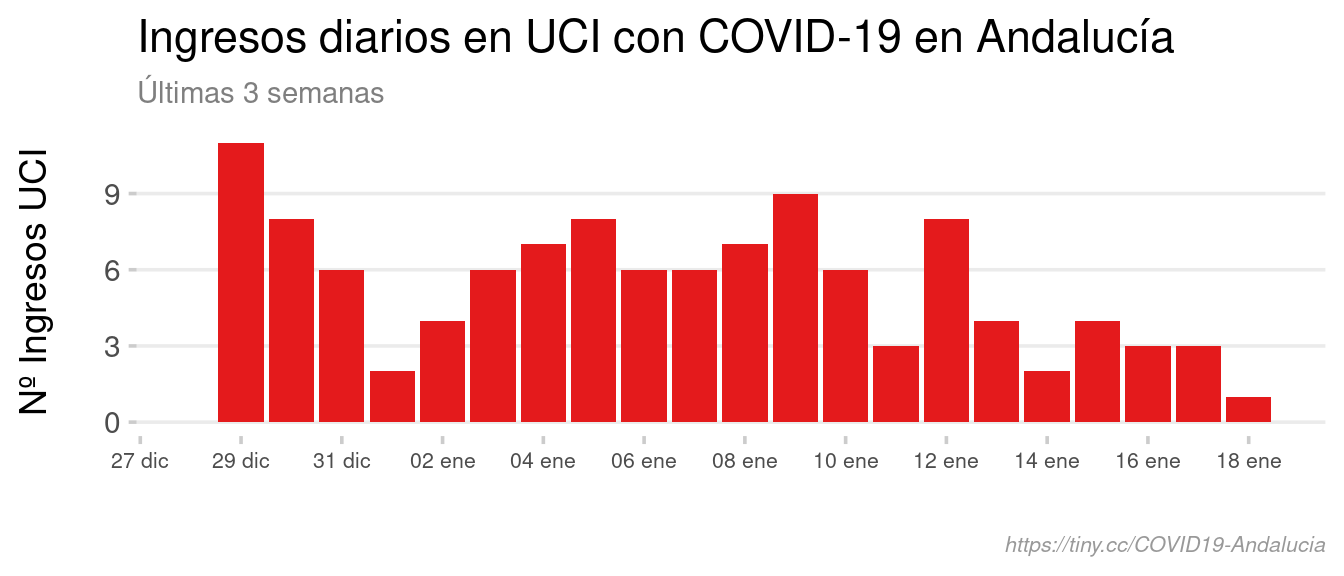 Ingresos diarios en UCI con COVID-19 en Andalucía
Últimas 3 semanas
Nº Ingresos UCI
9
6
3
0
27 dic 29 dic 31 dic 02 ene 04 ene 06 ene 08 ene 10 ene 12 ene 14 ene 16 ene 18 ene
https://tiny.cc/COVID19-Andalucia